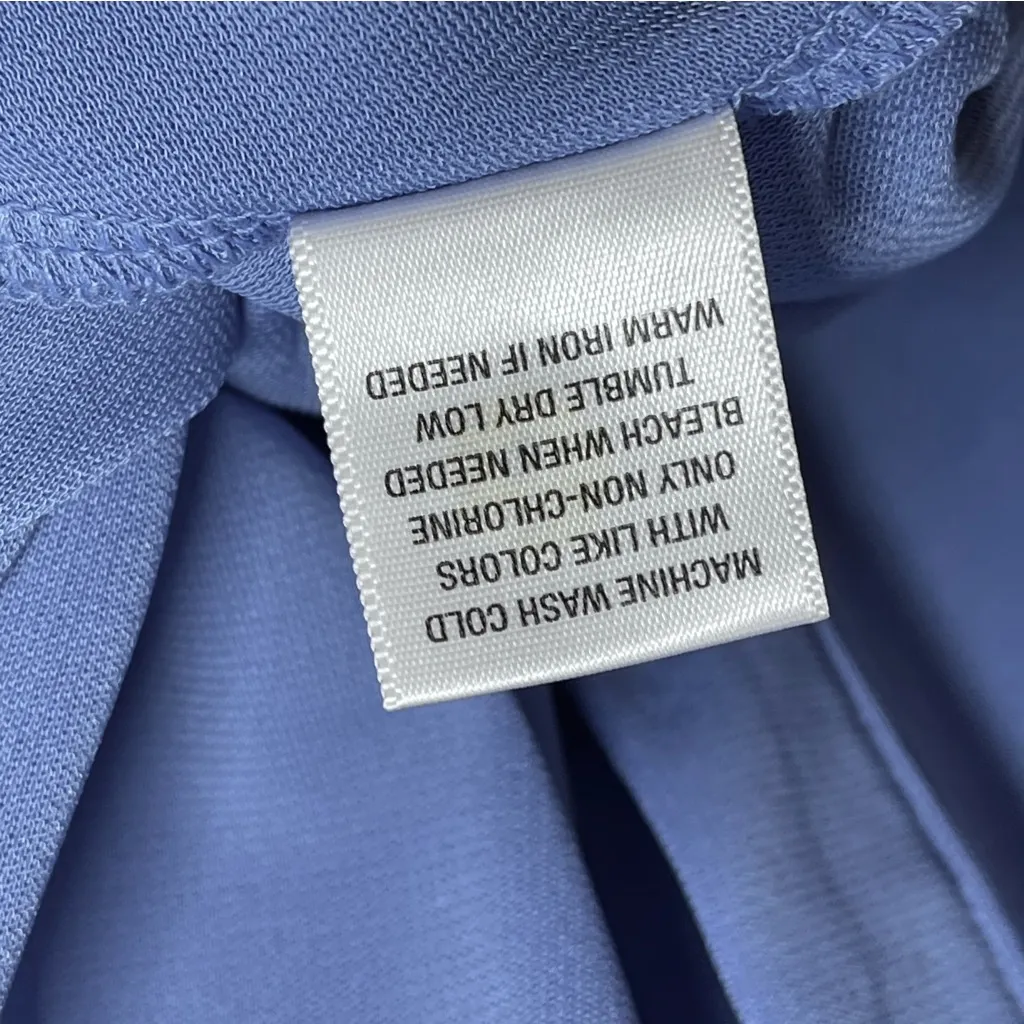 MACHINE WASH COLD
WITH LIKE COLORS
ONLY NON-CHLORINE
BLEACH WHEN NEEDED
TUMBLE DRY LOW
WARM IRON IF NEEDED